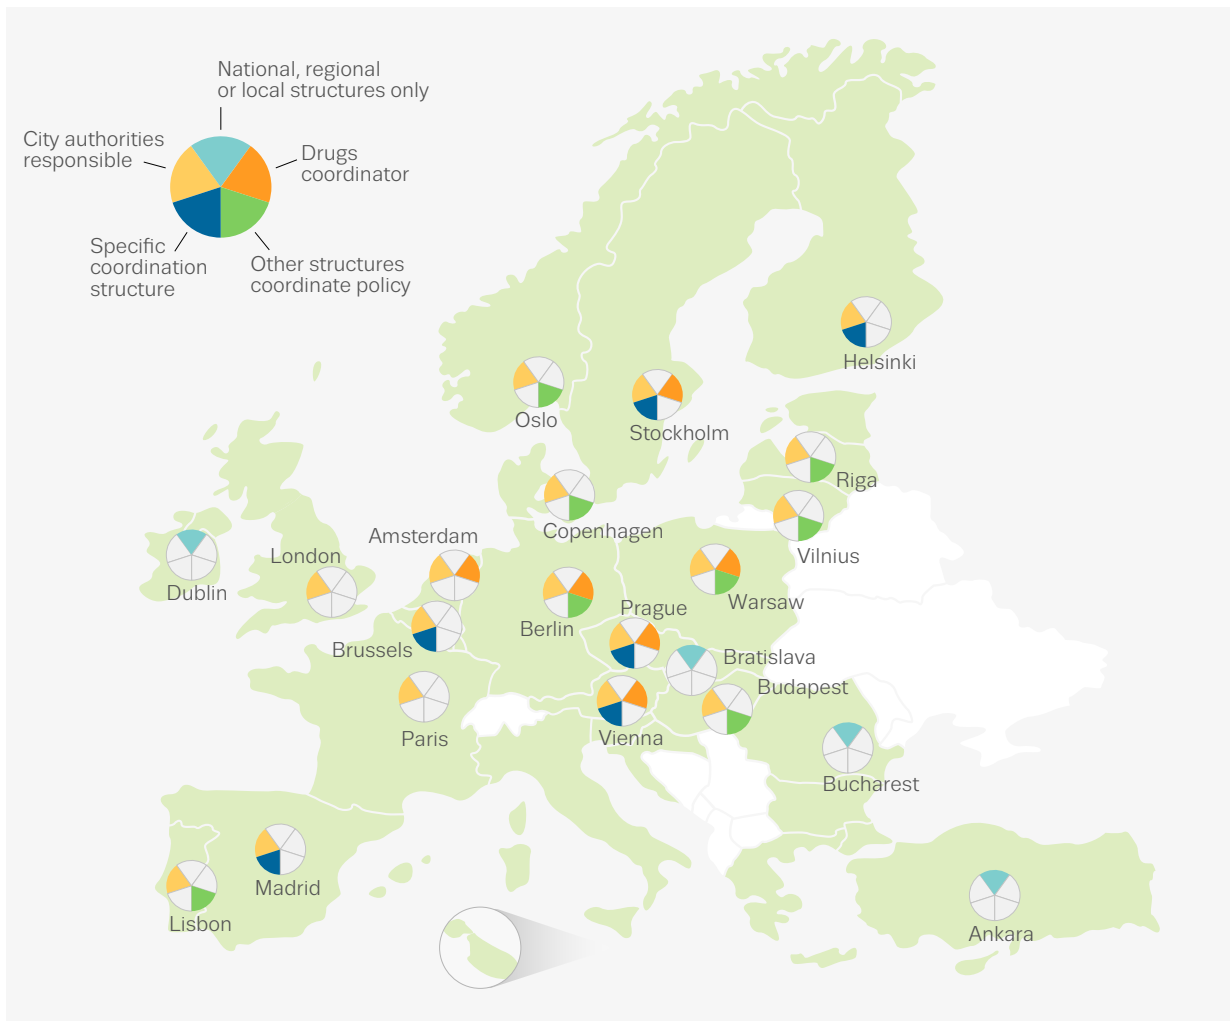 National, regional
or local structures only
City authorities
responsible
Drugs
coordinator
Specific
coordination
structure
Other structures
coordinate policy
Helsinki
Oslo
Stockholm
Riga
Copenhagen
Amsterdam
London
Vilnius
Dublin
Warsaw
Prague
Berlin
Brussels
Bratislava
Budapest
Paris
Vienna
Bucharest
Madrid
Lisbon
Ankara